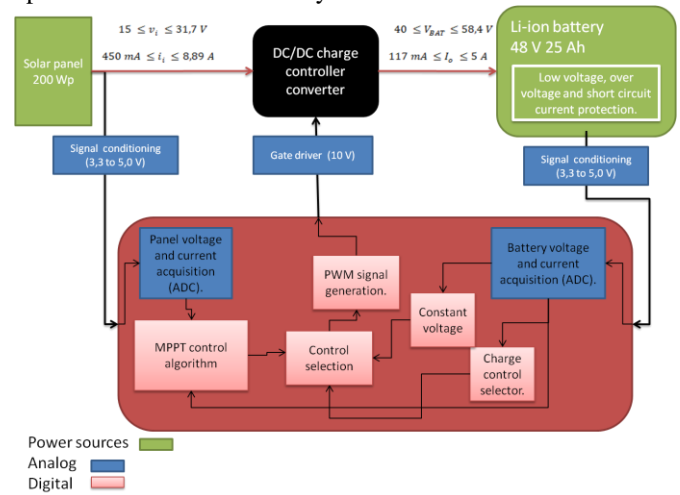 15 ≤ vᵢ ≤ 31,7 V
450 mA ≤ iᵢ ≤ 8,89 A
40 ≤ V_BAT ≤ 58,4 V
117 mA ≤ Iₒ ≤ 5 A
Solar panel
200 Wp
DC/DC charge
controller
converter
Li-ion battery
48 V 25 Ah
Low voltage, over
voltage and short circuit
current protection.
Signal conditioning
(3,3 to 5,0 V)
Gate driver (10 V)
Signal conditioning
(3,3 to 5,0 V)
Panel voltage
and current
acquisition
(ADC).
PWM signal
generation.
Battery voltage
and current
acquisition (ADC).
MPPT control
algorithm
Control
selection
Constant
voltage
Charge
control
selector.
Power sources
Analog
Digital